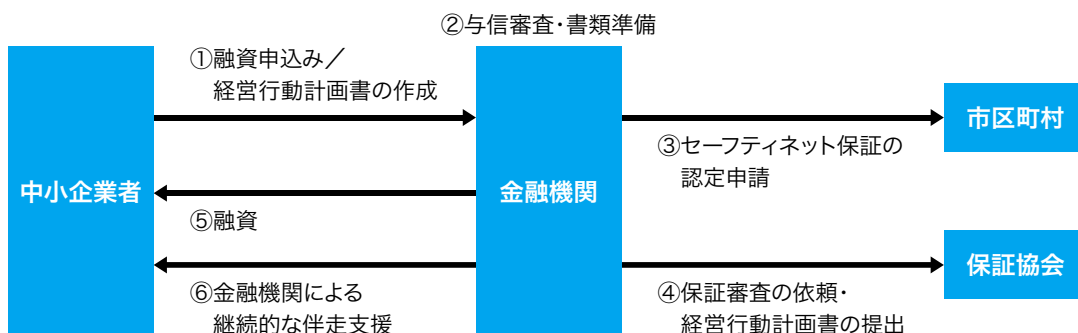 ②与信審査・書類準備
①融資申込み／
経営行動計画書の作成
市区町村
③セーフティネット保証の
認定申請
中小企業者
金融機関
⑤融資
保証協会
⑥金融機関による
継続的な伴走支援
④保証審査の依頼・
経営行動計画書の提出